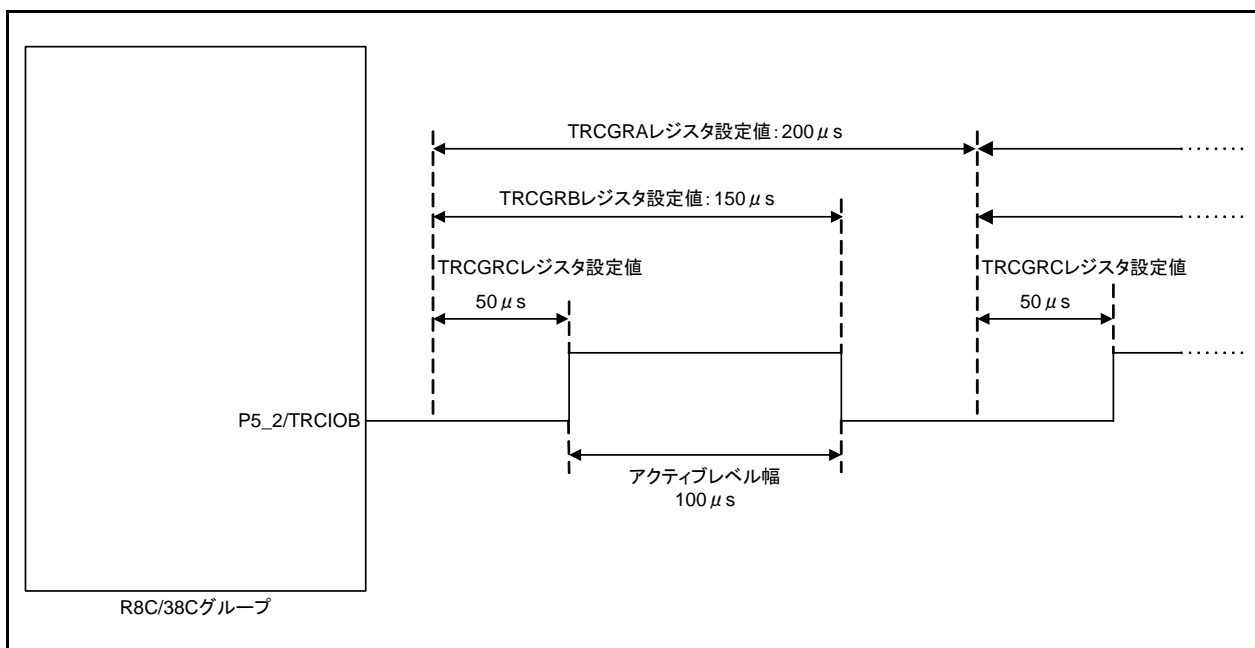 TRCGRAレジスタ設定値：200μs
TRCGRBレジスタ設定値：150μs
TRCGRCレジスタ設定値
50μs
TRCGRCレジスタ設定値
50μs
P5_2/TRCIOB
アクティブレベル幅
100μs
R8C/38Cグループ